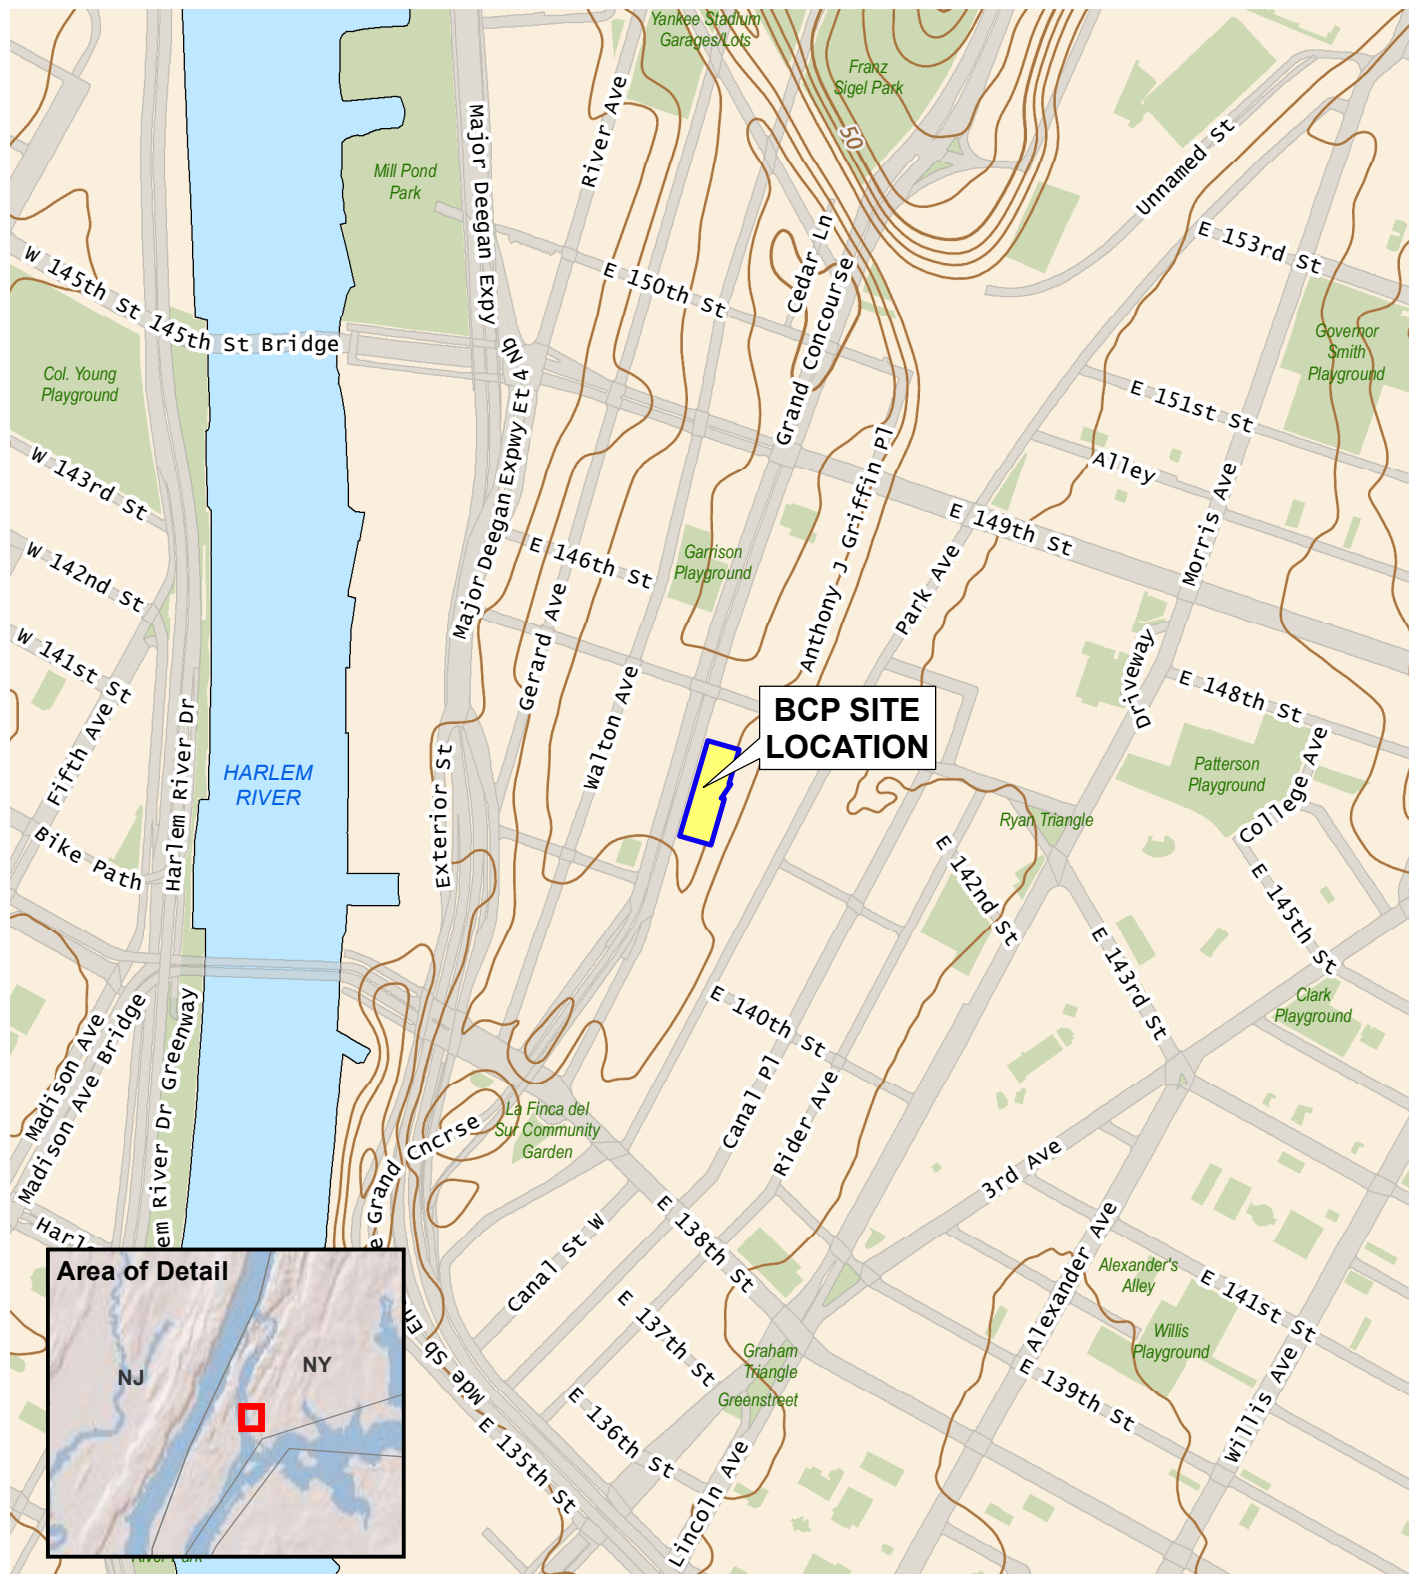 Yankee Stadium
Garages/Lots
Franz
Sigel Park
50
River Ave
Major Deegan Expy
Mill Pond
Park
Unnamed St
E 153rd St
Cedar Ln
E 150th St
Grand Concourse
W 145th St
145th St Bridge
Nb
Major Deegan Expwy Et 4
Governor
Smith
Playground
Col. Young
Playground
E 151st St
Alley
Anthony J Griffin Pl
W 143rd St
E 149th St
Morris Ave
W 142nd St
E 146th St
Garrison
Playground
Park Ave
Gerard Ave
W 141st St
Driveway
E 148th St
Walton Ave
Fifth Ave
Harlem River Dr
BCP SITE
LOCATION
HARLEM
RIVER
Exterior St
Patterson
Playground
College Ave
Ryan Triangle
Bike Path
E 142nd St
E 145th St
E 143rd St
Clark
Playground
E 140th St
Madison Ave
Madison Ave Bridge
em River Dr Greenway
Canal Pl
Rider Ave
La Finca del
Sur Community
Garden
e Grand Cncrse
3rd Ave
Harle
E 138th St
Canal St W
Alexander Ave
Alexander's
Alley
E 141st St
Area of Detail
NJ
NY
E 137th St
Mde Sb En
Willis
Playground
Graham
Triangle
Greenstreet
E 139th St
Willis Ave
E 136th St
E 135th St
Lincoln Ave
River Park